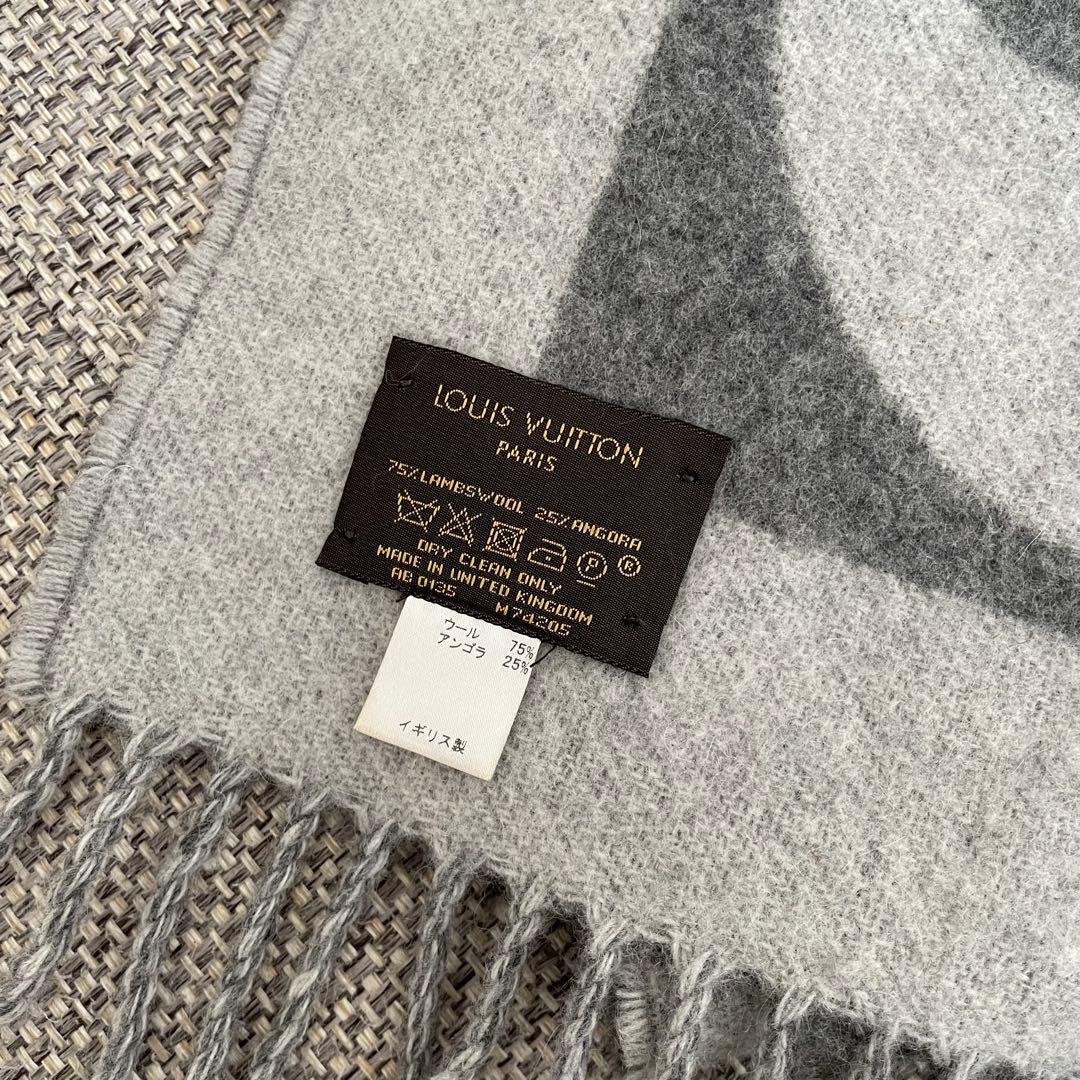 LOUIS VUITTON
PARIS
75%LAMBSWOOL 25%ANGORA
P ®
DRY CLEAN ONLY
MADE IN UNITED KINGDOM
AB 0135 M74205
ウール 75%
アンゴラ 25%
イギリス製